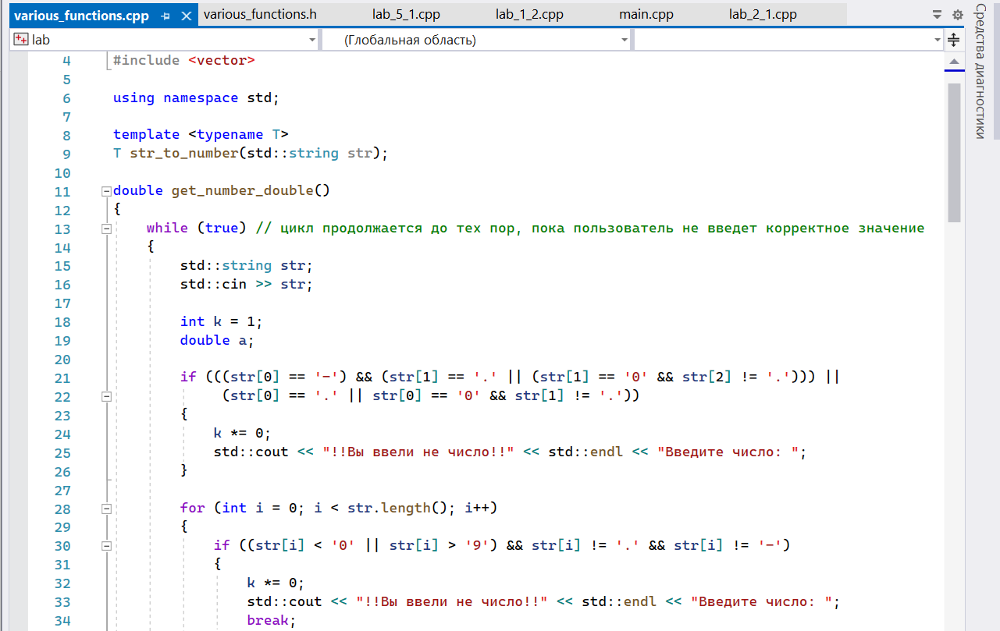 various_functions.cpp various_functions.h lab_5_1.cpp lab_1_2.cpp main.cpp lab_2_1.cpp
lab (Глобальная область)
4 #include <vector>
5
6 using namespace std;
7
8 template <typename T>
9 T str_to_number(std::string str);
10
11 double get_number_double()
12 {
13 while (true) // цикл продолжается до тех пор, пока пользователь не введет корректное значение
14 {
15 std::string str;
16 std::cin >> str;
17
18 int k = 1;
19 double a;
20
21 if (((str[0] == '-') && (str[1] == '.' || (str[1] == '0' && str[2] != '.'))) ||
22 (str[0] == '.' || str[0] == '0' && str[1] != '.'))
23 {
24 k *= 0;
25 std::cout << "!!Вы ввели не число!!" << std::endl << "Введите число: ";
26 }
27
28 for (int i = 0; i < str.length(); i++)
29 {
30 if ((str[i] < '0' || str[i] > '9') && str[i] != '.' && str[i] != '-')
31 {
32 k *= 0;
33 std::cout << "!!Вы ввели не число!!" << std::endl << "Введите число: ";
34 break;
Средства диагностики